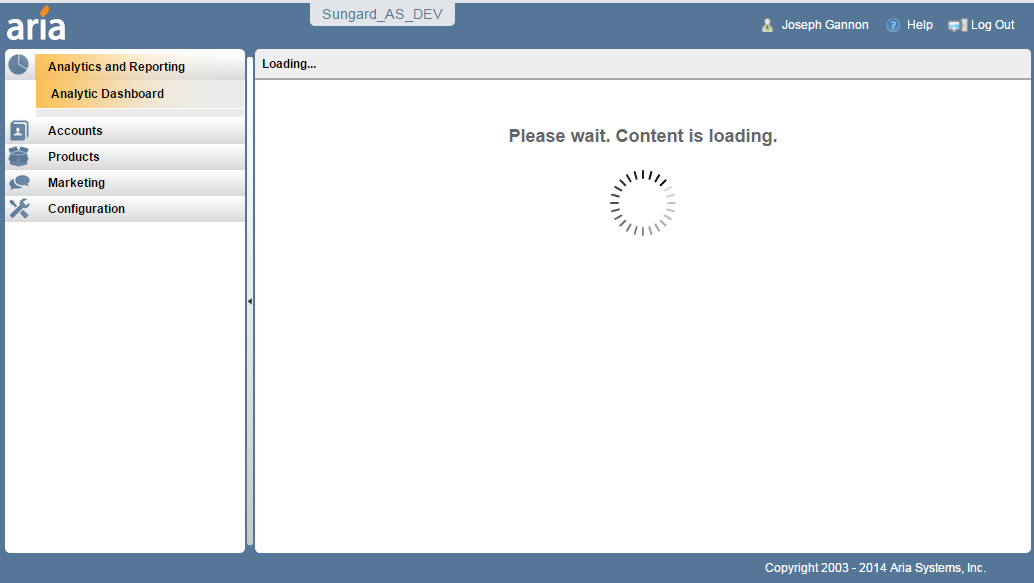 aria
Sungard_AS_DEV
Joseph Gannon
? Help
Log Out
Analytics and Reporting
Analytic Dashboard
Accounts
Products
Marketing
Configuration
Loading...
Please wait. Content is loading.
Copyright 2003 - 2014 Aria Systems, Inc.